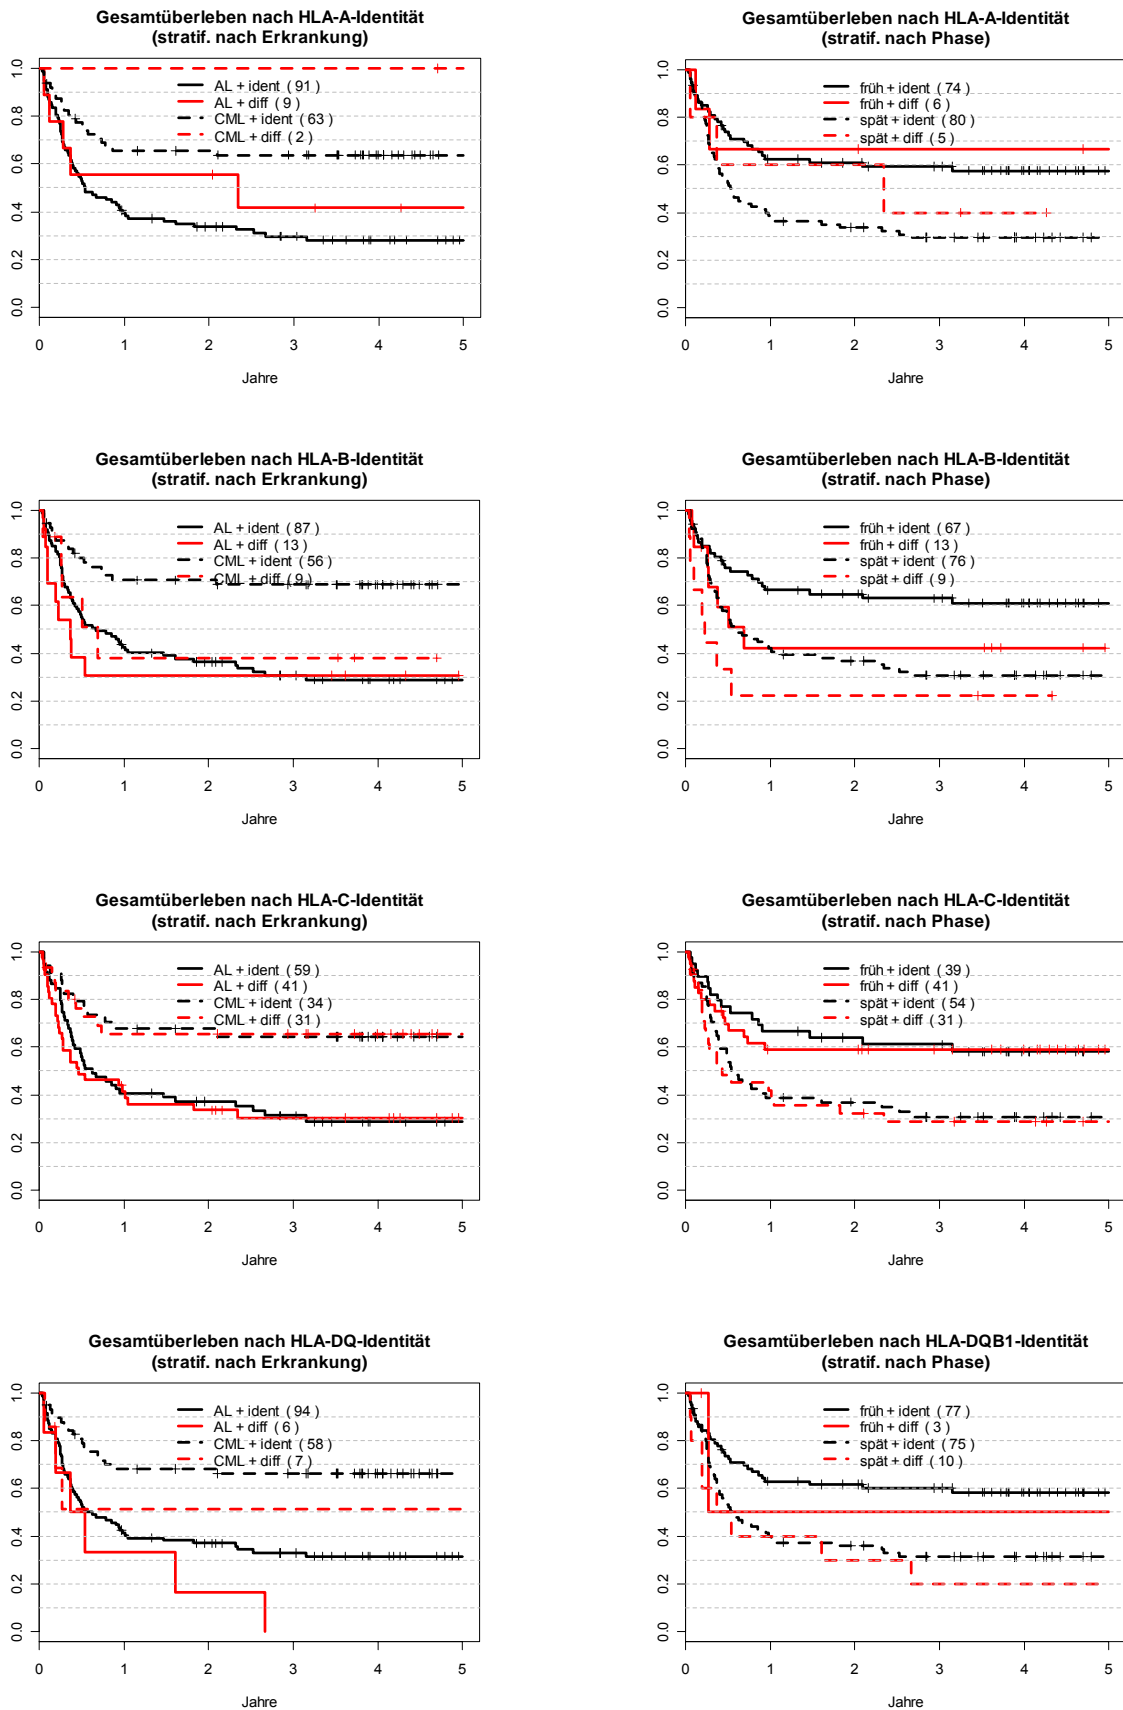 Gesamtüberleben nach HLA-A-Identität
(stratif. nach Erkrankung)
AL + ident ( 91 )
AL + diff ( 9 )
CML + ident ( 63 )
CML + diff ( 2 )
0.0
0.2
0.4
0.6
0.8
1.0
0 1 2 3 4 5
Jahre
Gesamtüberleben nach HLA-A-Identität
(stratif. nach Phase)
früh + ident ( 74 )
früh + diff ( 6 )
spät + ident ( 80 )
spät + diff ( 5 )
0.0
0.2
0.4
0.6
0.8
1.0
0 1 2 3 4 5
Jahre
Gesamtüberleben nach HLA-B-Identität
(stratif. nach Erkrankung)
AL + ident ( 87 )
AL + diff ( 13 )
CML + ident ( 56 )
CML + diff ( 9 )
0.0
0.2
0.4
0.6
0.8
1.0
0 1 2 3 4 5
Jahre
Gesamtüberleben nach HLA-B-Identität
(stratif. nach Phase)
früh + ident ( 67 )
früh + diff ( 13 )
spät + ident ( 76 )
spät + diff ( 9 )
0.0
0.2
0.4
0.6
0.8
1.0
0 1 2 3 4 5
Jahre
Gesamtüberleben nach HLA-C-Identität
(stratif. nach Erkrankung)
AL + ident ( 59 )
AL + diff ( 41 )
CML + ident ( 34 )
CML + diff ( 31 )
0.0
0.2
0.4
0.6
0.8
1.0
0 1 2 3 4 5
Jahre
Gesamtüberleben nach HLA-C-Identität
(stratif. nach Phase)
früh + ident ( 39 )
früh + diff ( 41 )
spät + ident ( 54 )
spät + diff ( 31 )
0.0
0.2
0.4
0.6
0.8
1.0
0 1 2 3 4 5
Jahre
Gesamtüberleben nach HLA-DQ-Identität
(stratif. nach Erkrankung)
AL + ident ( 94 )
AL + diff ( 6 )
CML + ident ( 58 )
CML + diff ( 7 )
0.0
0.2
0.4
0.6
0.8
1.0
0 1 2 3 4 5
Jahre
Gesamtüberleben nach HLA-DQB1-Identität
(stratif. nach Phase)
früh + ident ( 77 )
früh + diff ( 3 )
spät + ident ( 75 )
spät + diff ( 10 )
0.0
0.2
0.4
0.6
0.8
1.0
0 1 2 3 4 5
Jahre